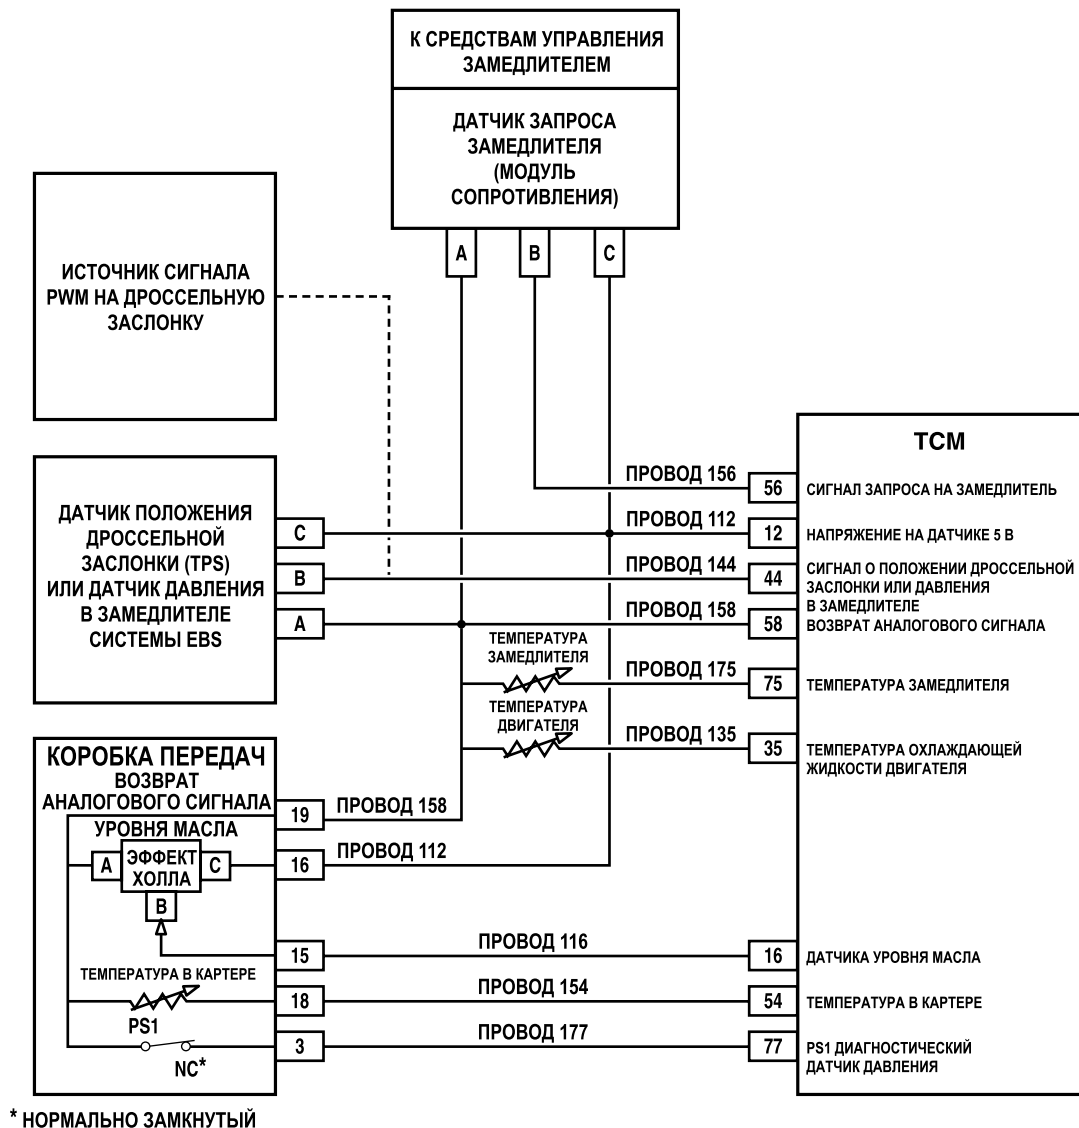 К СРЕДСТВАМ УПРАВЛЕНИЯ
ЗАМЕДЛИТЕЛЕМ
ДАТЧИК ЗАПРОСА
ЗАМЕДЛИТЕЛЯ
(МОДУЛЬ
СОПРОТИВЛЕНИЯ)
A
B
C
ИСТОЧНИК СИГНАЛА
PWM НА ДРОССЕЛЬНУЮ
ЗАСЛОНКУ
ДАТЧИК ПОЛОЖЕНИЯ
ДРОССЕЛЬНОЙ
ЗАСЛОНКИ (TPS)
ИЛИ ДАТЧИК ДАВЛЕНИЯ
В ЗАМЕДЛИТЕЛЕ
СИСТЕМЫ EBS
C
B
A
TCM
ПРОВОД 156
56
СИГНАЛ ЗАПРОСА НА ЗАМЕДЛИТЕЛЬ
ПРОВОД 112
12
НАПРЯЖЕНИЕ НА ДАТЧИКЕ 5 В
ПРОВОД 144
44
СИГНАЛ О ПОЛОЖЕНИИ ДРОССЕЛЬНОЙ
ЗАСЛОНКИ ИЛИ ДАВЛЕНИЯ
В ЗАМЕДЛИТЕЛЕ
ПРОВОД 158
58
ВОЗВРАТ АНАЛОГОВОГО СИГНАЛА
ТЕМПЕРАТУРА
ЗАМЕДЛИТЕЛЯ
ПРОВОД 175
75
ТЕМПЕРАТУРА ЗАМЕДЛИТЕЛЯ
ТЕМПЕРАТУРА
ДВИГАТЕЛЯ
ПРОВОД 135
35
ТЕМПЕРАТУРА ОХЛАЖДАЮЩЕЙ
ЖИДКОСТИ ДВИГАТЕЛЯ
КОРОБКА ПЕРЕДАЧ
ВОЗВРАТ
АНАЛОГОВОГО СИГНАЛА
19
ПРОВОД 158
УРОВНЯ МАСЛА
A
ЭФФЕКТ
ХОЛЛА
C
B
16
ПРОВОД 112
15
ПРОВОД 116
16
ДАТЧИКА УРОВНЯ МАСЛА
ТЕМПЕРАТУРА В КАРТЕРЕ
18
ПРОВОД 154
54
ТЕМПЕРАТУРА В КАРТЕРЕ
PS1
NC*
3
ПРОВОД 177
77
PS1 ДИАГНОСТИЧЕСКИЙ
ДАТЧИК ДАВЛЕНИЯ
* НОРМАЛЬНО ЗАМКНУТЫЙ